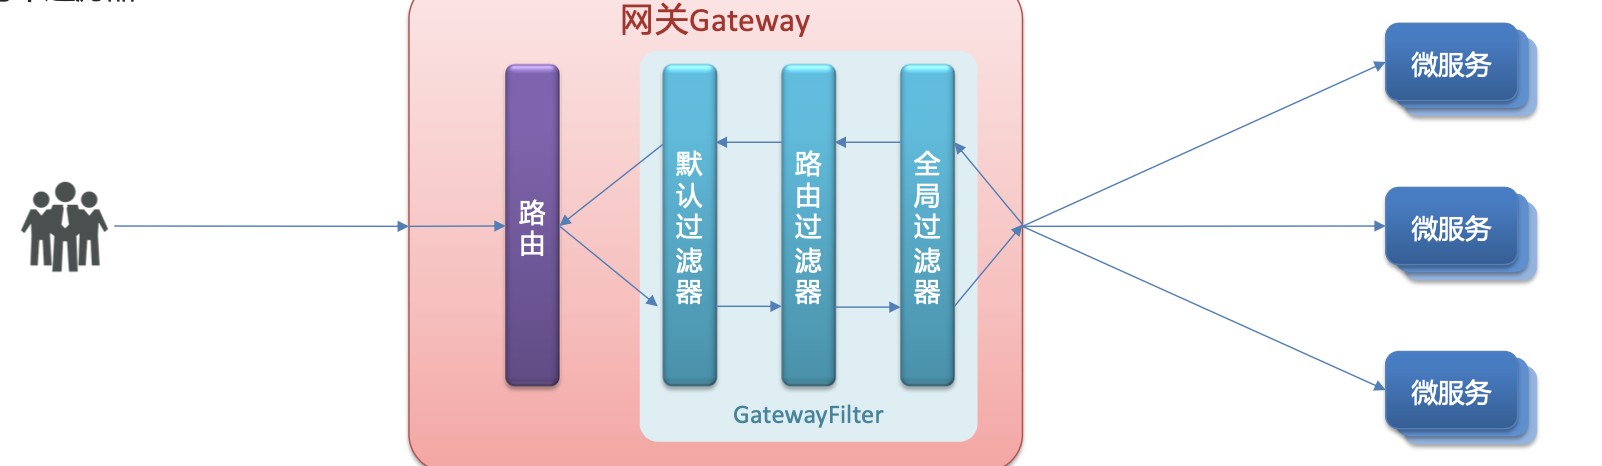 网关Gateway
路由
默认过滤器
路由过滤器
全局过滤器
GatewayFilter
微服务
微服务
微服务